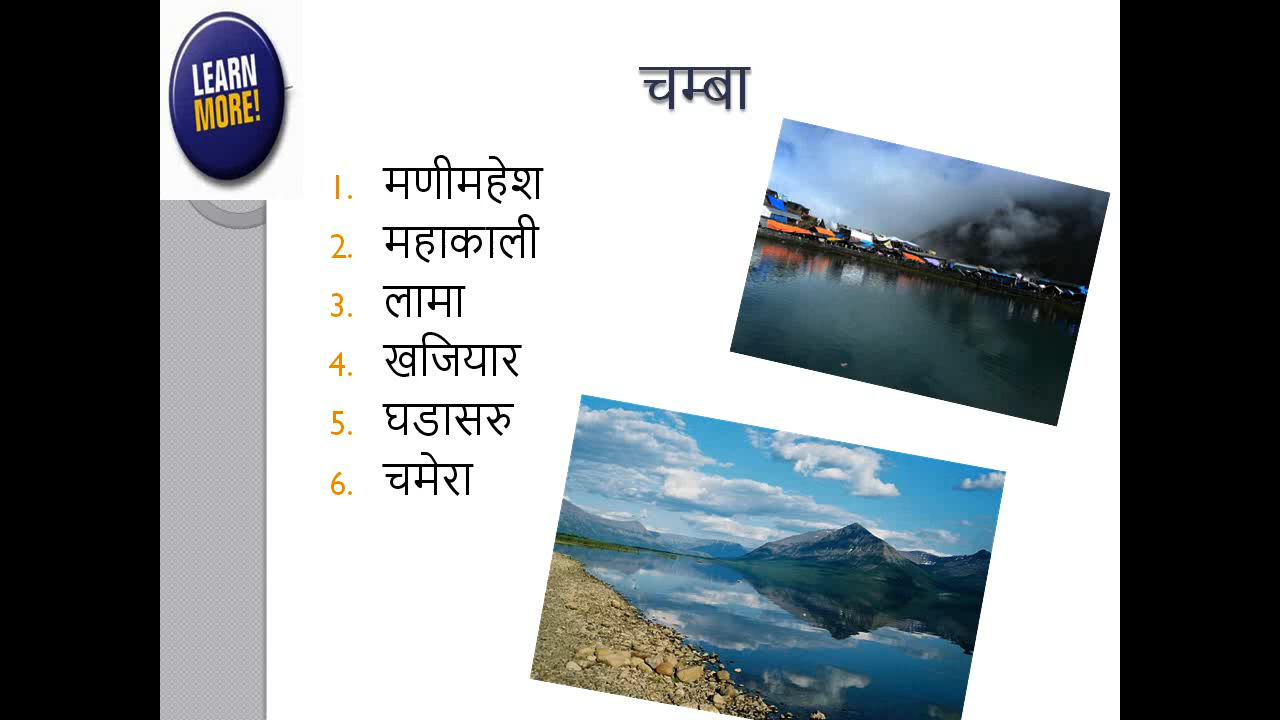 LEARN
MORE!
चम्बा
1. मणीमहेश
2. महाकाली
3. लामा
4. खजियार
5. घडासरु
6. चमेरा